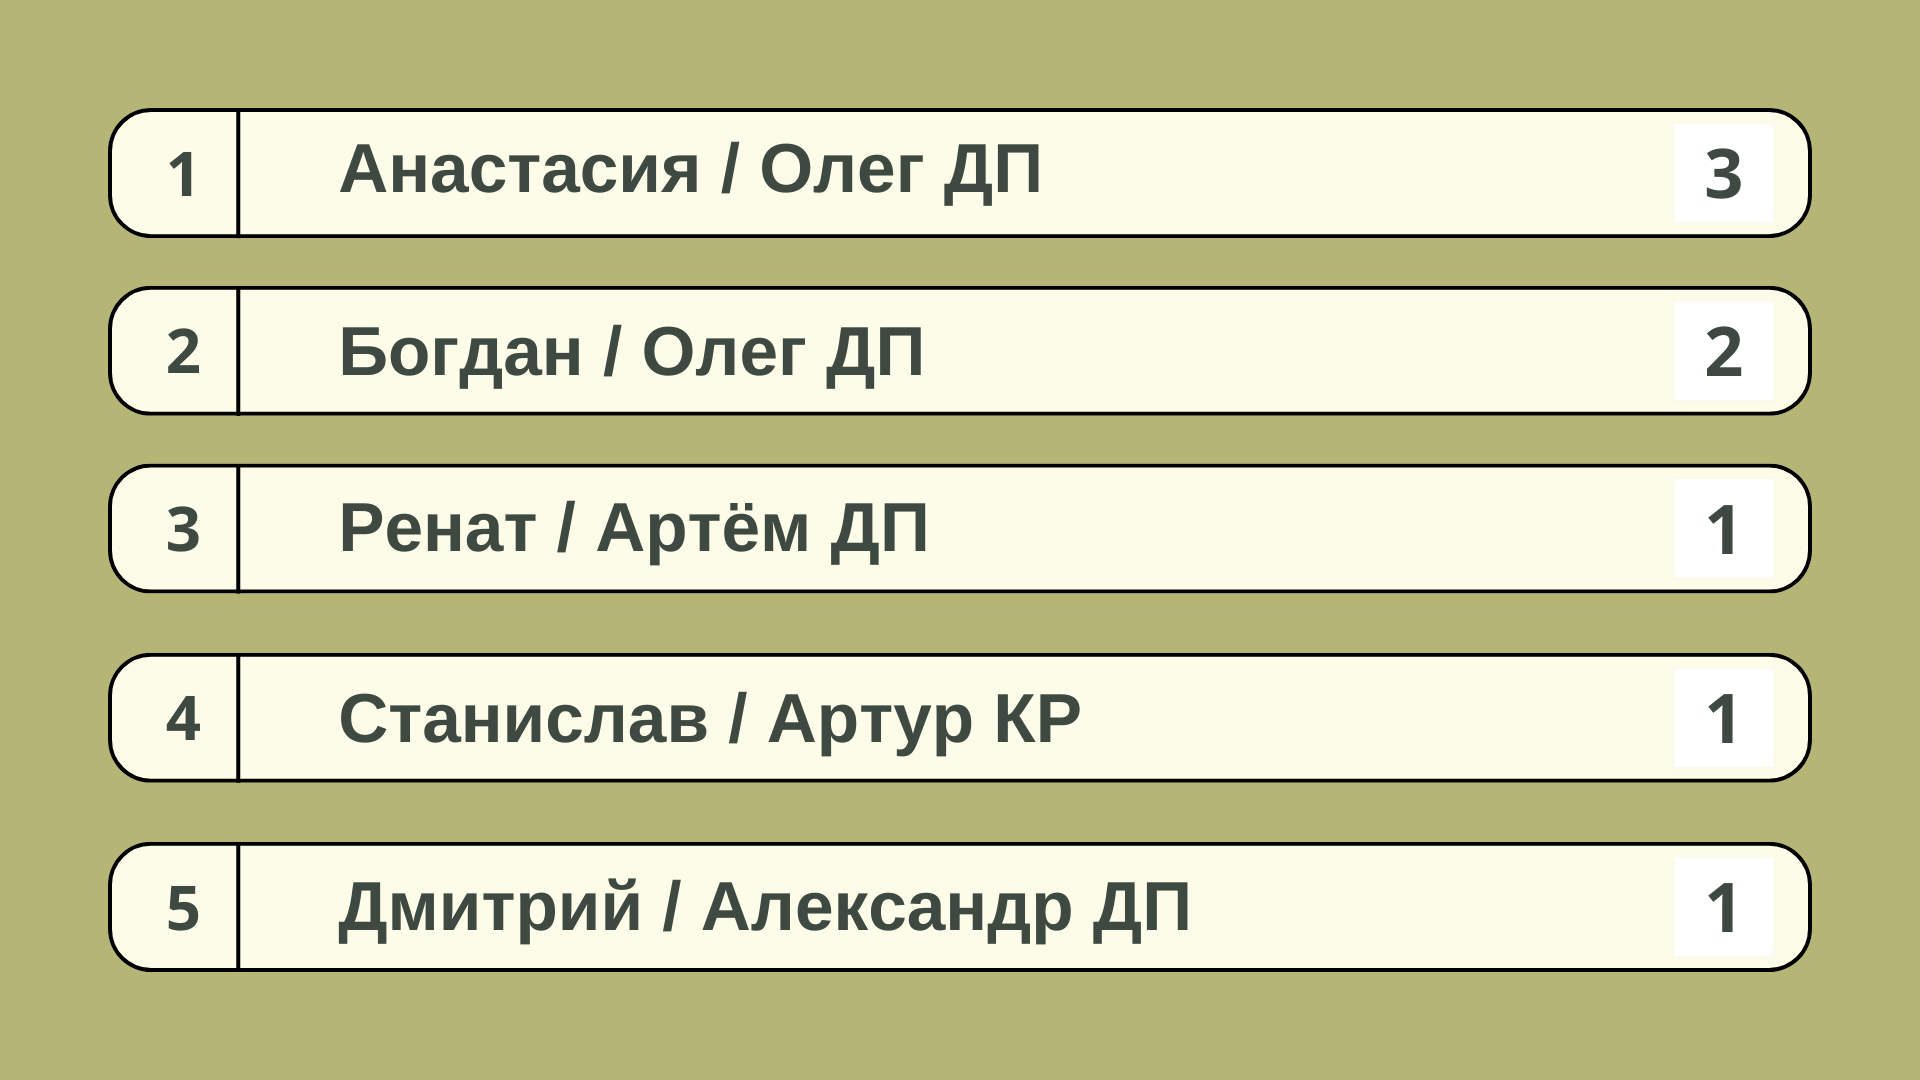 1 Анастасия / Олег ДП 3
2 Богдан / Олег ДП 2
3 Ренат / Артём ДП 1
4 Станислав / Артур КР 1
5 Дмитрий / Александр ДП 1